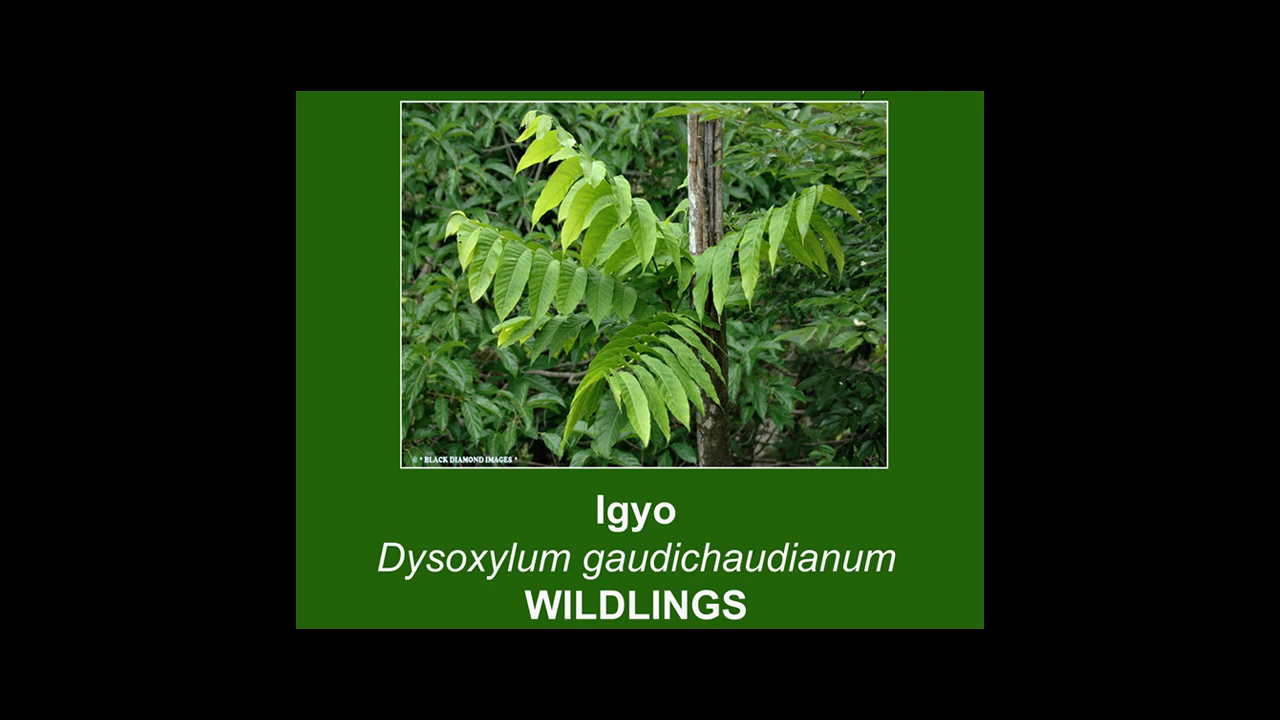 © * BLACK DIAMOND IMAGES *
Igyo
Dysoxylum gaudichaudianum
WILDLINGS